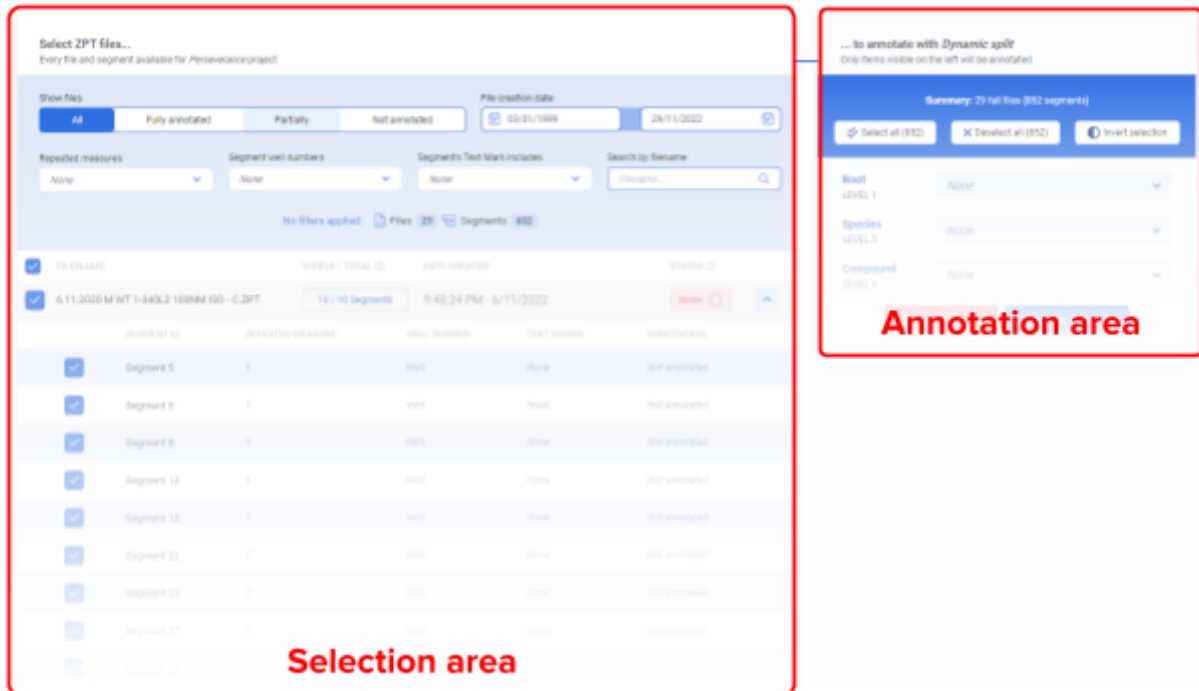 Select ZPT files...
Every file and segment available for Perseverance project
Show files
All
Fully annotated
Partially
Not annotated
File creation date
29/11/2022
Repeated measures
None
Segment well numbers
None
Segment's Text Mark includes
None
Search by filename
Filename...
No filters applied: Files 29 Segments 852
FILENAME
VISIBLE / TOTAL
DATE CREATED
STATUS
10 / 10 Segments
9:48:24 PM - 6/11/2022
None
SEGMENT ID
REPEATED MEASURE
WELL NUMBER
TEXT MARKS
ANNOTATION
Segment 5 1 Well None Not annotated
Segment 6 1 Well None Not annotated
Segment 8 1 Well None Not annotated
Segment 13 1 Well None Not annotated
Segment 15 1 Well None Not annotated
Segment 22 2 Well None Not annotated
Selection area
... to annotate with Dynamic split
Only items visible on the left will be annotated
Summary: 29 full files (852 segments)
Select all (852)
Deselect all (852)
Invert selection
Root
LEVEL 1
None
Species
LEVEL 2
None
Compound
LEVEL 3
None
Annotation area